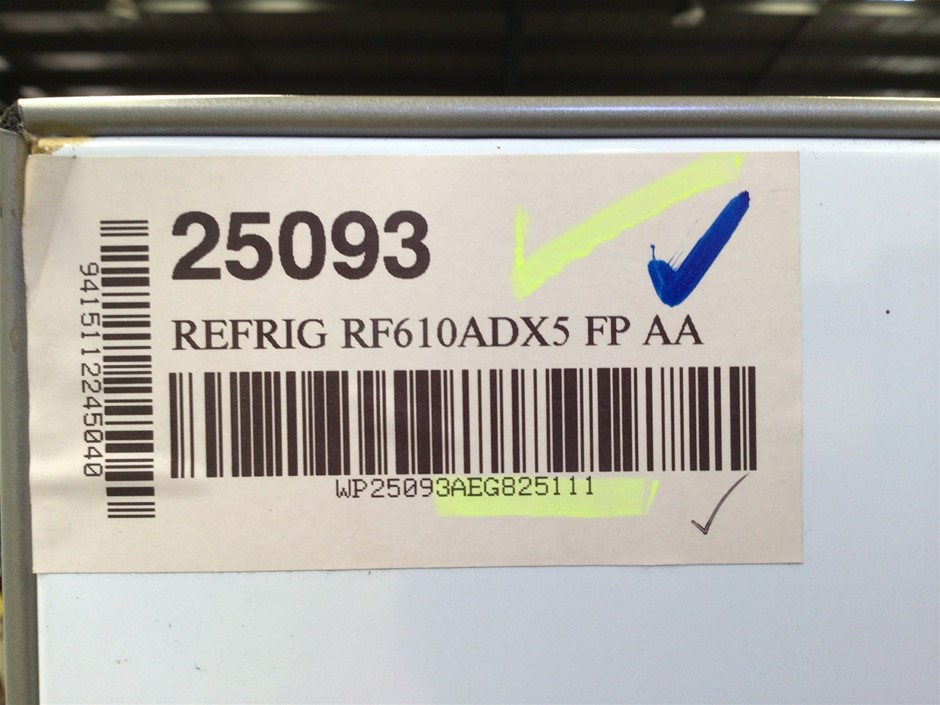 25093
REFRIG RF610ADX5 FP AA
WP25093AEG825111
9415112245040